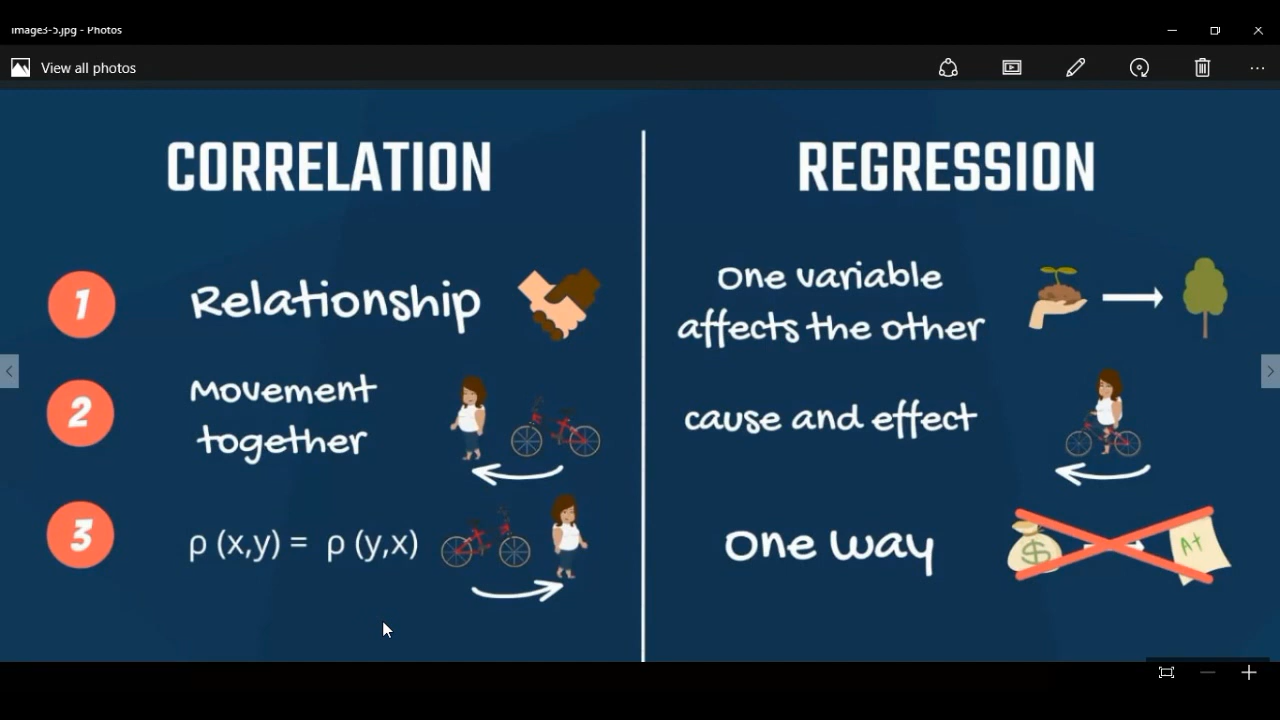 image3-5.jpg - Photos
View all photos
CORRELATION
REGRESSION
1
Relationship
One variable
affects the other
2
Movement
together
cause and effect
3
ρ (x,y) = ρ (y,x)
One way
$
A+